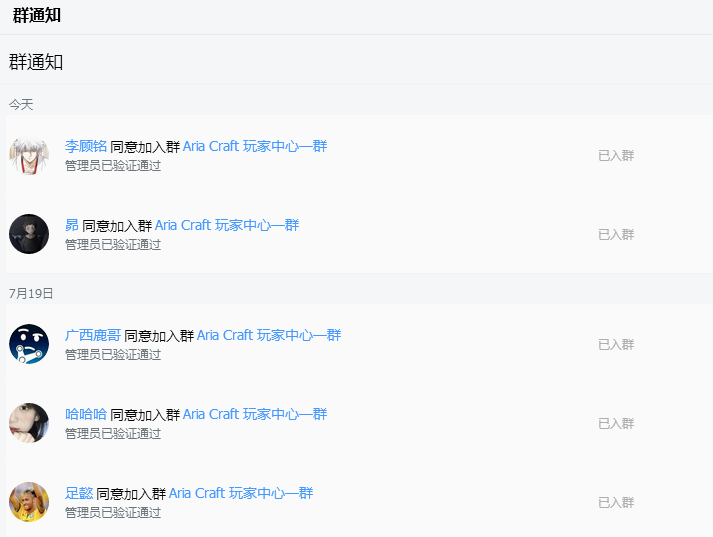 群通知
群通知
今天
李顾铭 同意加入群 Aria Craft 玩家中心一群
管理员已验证通过
已入群
昴 同意加入群 Aria Craft 玩家中心一群
管理员已验证通过
已入群
7月19日
广西鹿哥 同意加入群 Aria Craft 玩家中心一群
管理员已验证通过
已入群
哈哈哈 同意加入群 Aria Craft 玩家中心一群
管理员已验证通过
已入群
足懿 同意加入群 Aria Craft 玩家中心一群
管理员已验证通过
已入群